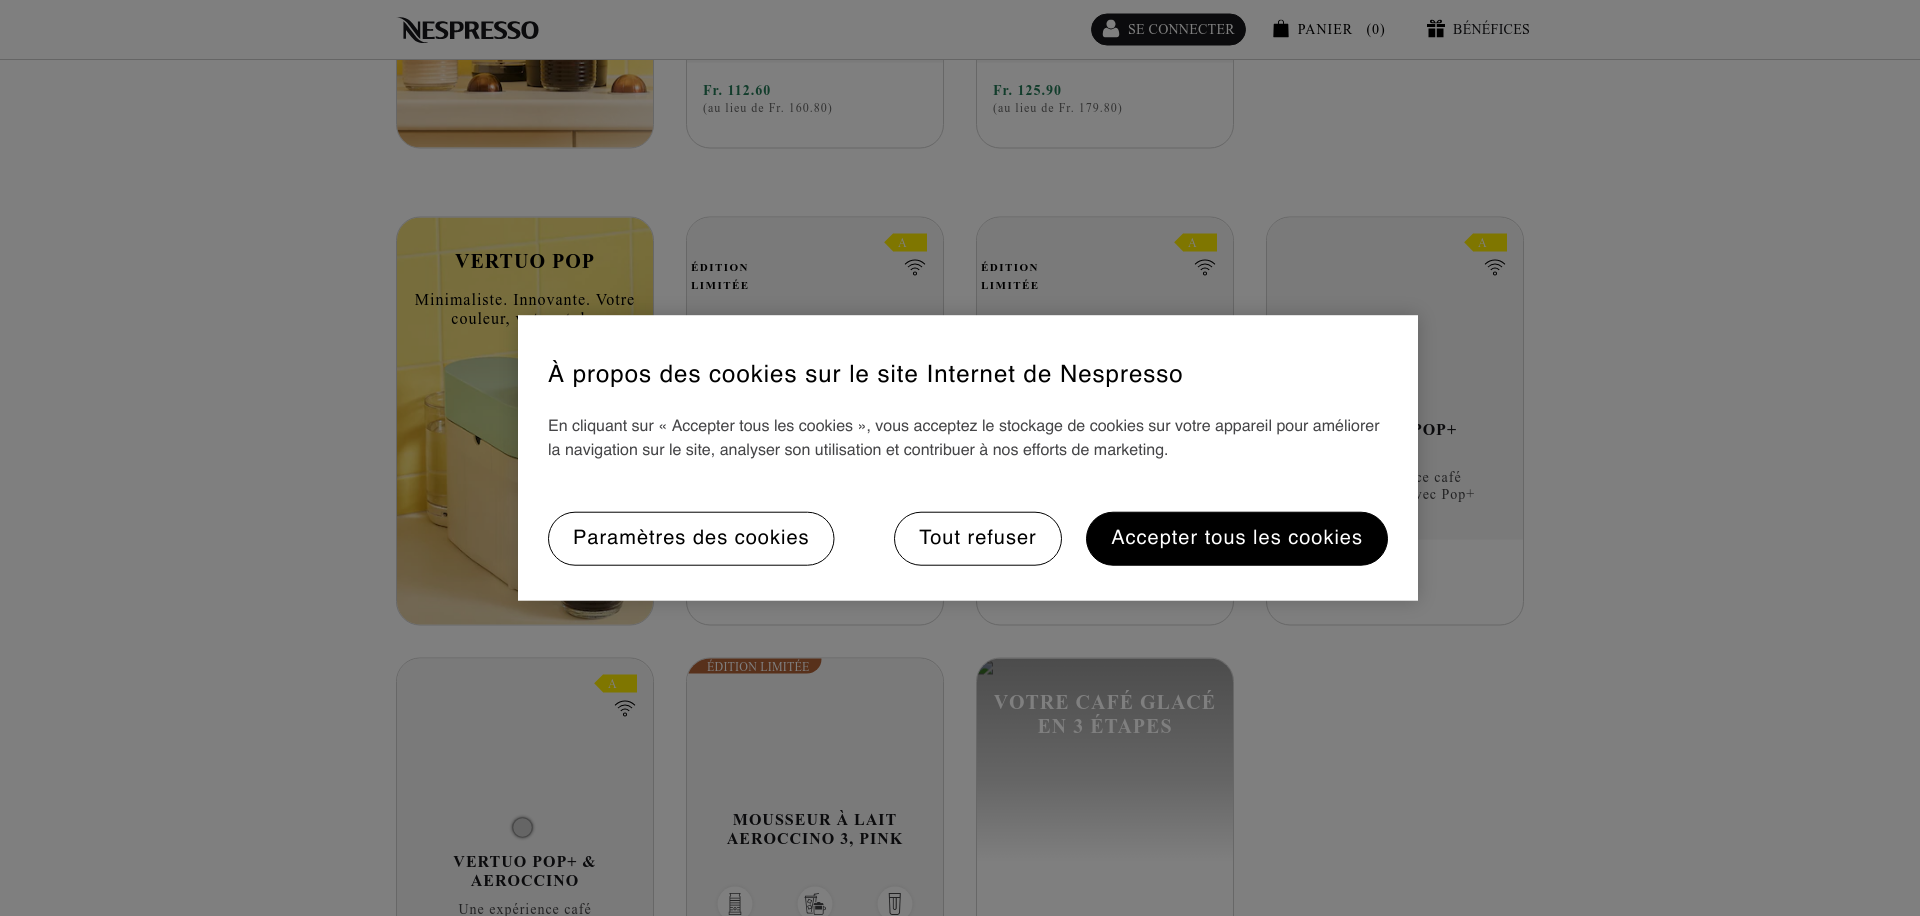 NESPRESSO
SE CONNECTER
PANIER (0)
BÉNÉFICES
Fr. 112.60
(au lieu de Fr. 160.80)
Fr. 125.90
(au lieu de Fr. 179.80)
VERTUO POP
Minimaliste. Innovante. Votre
couleur,
A
ÉDITION
LIMITÉE
A
ÉDITION
LIMITÉE
A
POP+
ce café
vec Pop+
À propos des cookies sur le site Internet de Nespresso
En cliquant sur « Accepter tous les cookies », vous acceptez le stockage de cookies sur votre appareil pour améliorer
la navigation sur le site, analyser son utilisation et contribuer à nos efforts de marketing.
Paramètres des cookies
Tout refuser
Accepter tous les cookies
A
VERTUO POP+ &
AEROCCINO
Une expérience café
ÉDITION LIMITÉE
MOUSSEUR À LAIT
AEROCCINO 3, PINK
VOTRE CAFÉ GLACÉ
EN 3 ÉTAPES